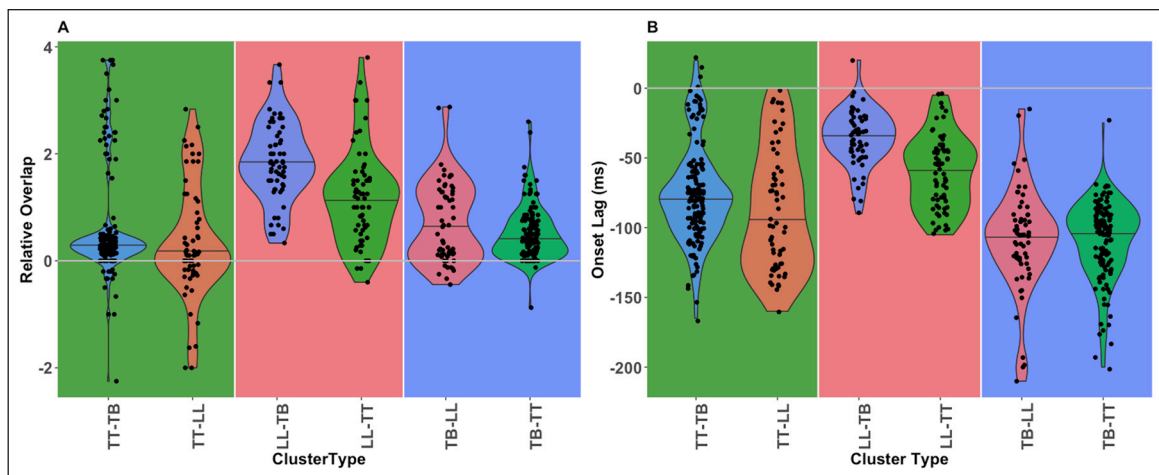 A
Relative Overlap
4
2
0
-2
TT-TB
TT-LL
LL-TB
LL-TT
TB-LL
TB-TT
ClusterType
B
Onset Lag (ms)
0
-50
-100
-150
-200
TT-TB
TT-LL
LL-TB
LL-TT
TB-LL
TB-TT
Cluster Type